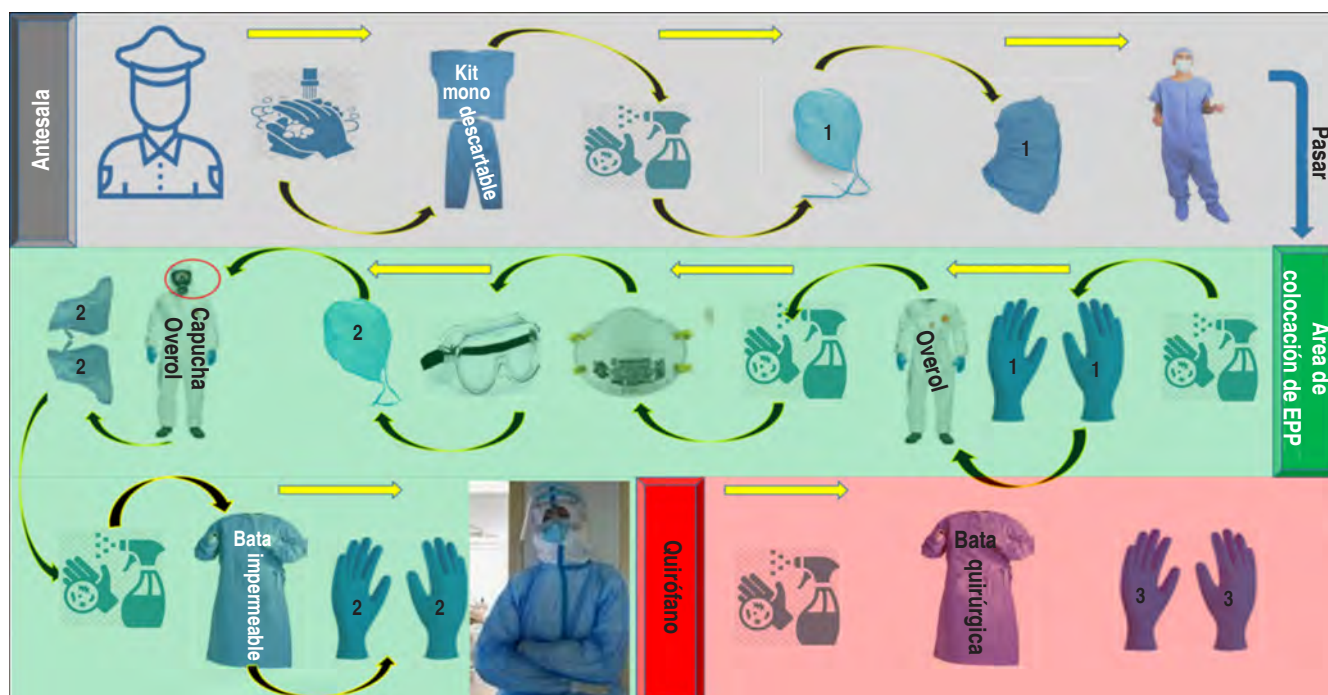 Antesala
Kit
mono
descartable
1
1
Pasar
Área de
colocación de EPP
1
1
Overol
2
Capucha
Overol
2
2
Bata
impermeable
2
2
Quirófano
Bata
quirúrgica
3
3